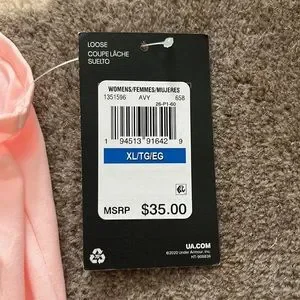 LOOSE
COUPE LÂCHE
SUELTO
WOMENS/FEMMES/MUJERES
1351596 AVY 658
26-P1-60
1 94513 91642 9
XL/TG/EG
MSRP $35.00
UA.COM
©2020 Under Armour, Inc.